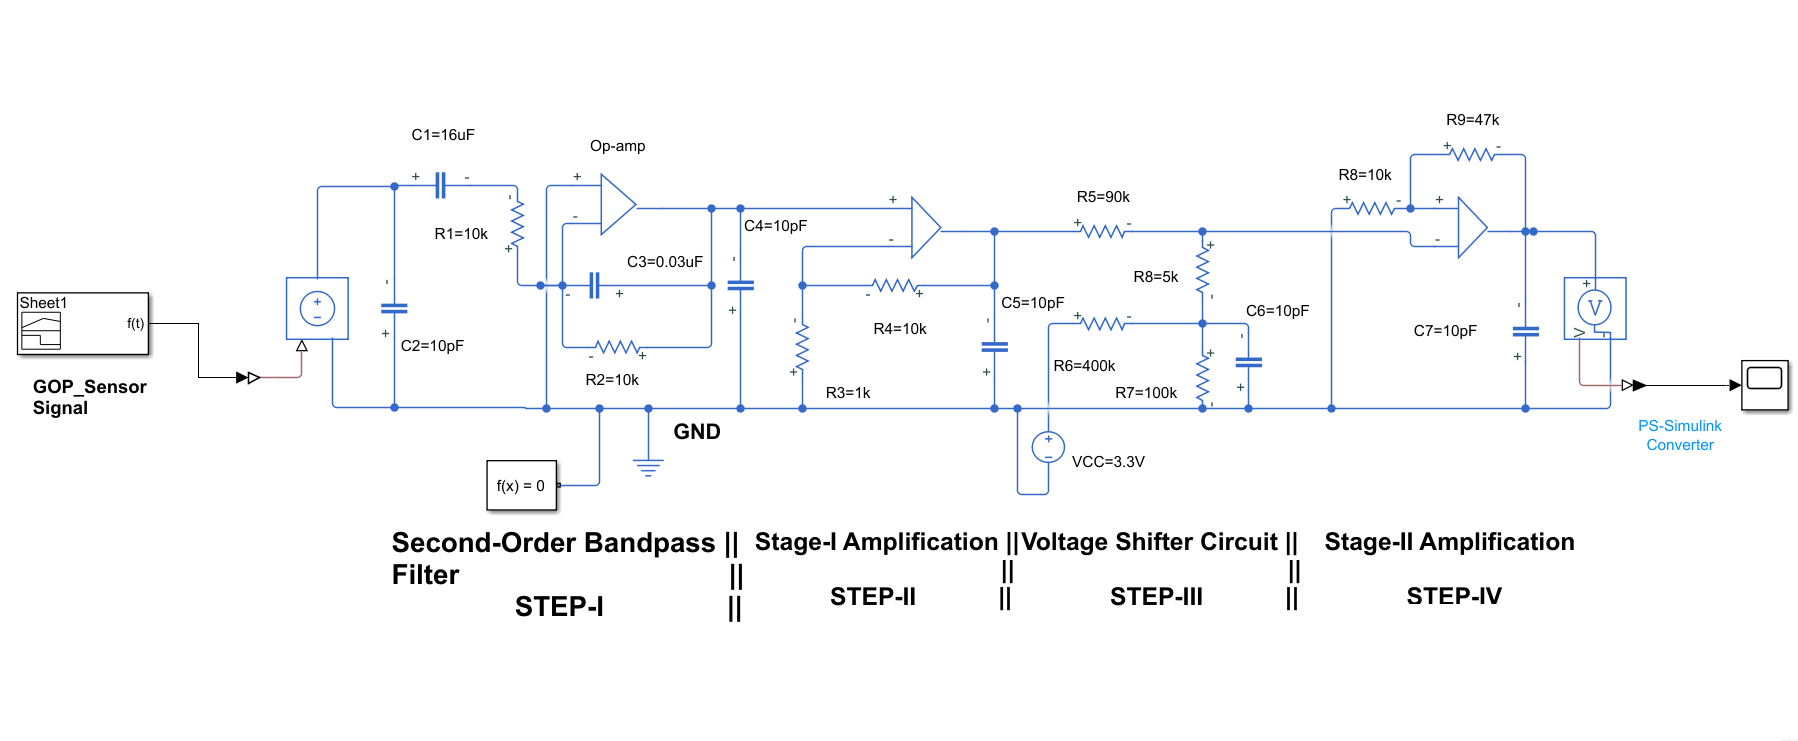 C1=16uF
Op-amp
R9=47k
R8=10k
R5=90k
R1=10k
C4=10pF
C3=0.03uF
R8=5k
Sheet1
f(t)
C2=10pF
R4=10k
C5=10pF
C6=10pF
C7=10pF
R2=10k
R6=400k
R3=1k
R7=100k
GOP_Sensor
Signal
GND
VCC=3.3V
PS-Simulink
Converter
f(x) = 0
V
V
Second-Order Bandpass || Stage-I Amplification || Voltage Shifter Circuit || Stage-II Amplification
Filter || || ||
STEP-I || STEP-II || STEP-III || STEP-IV